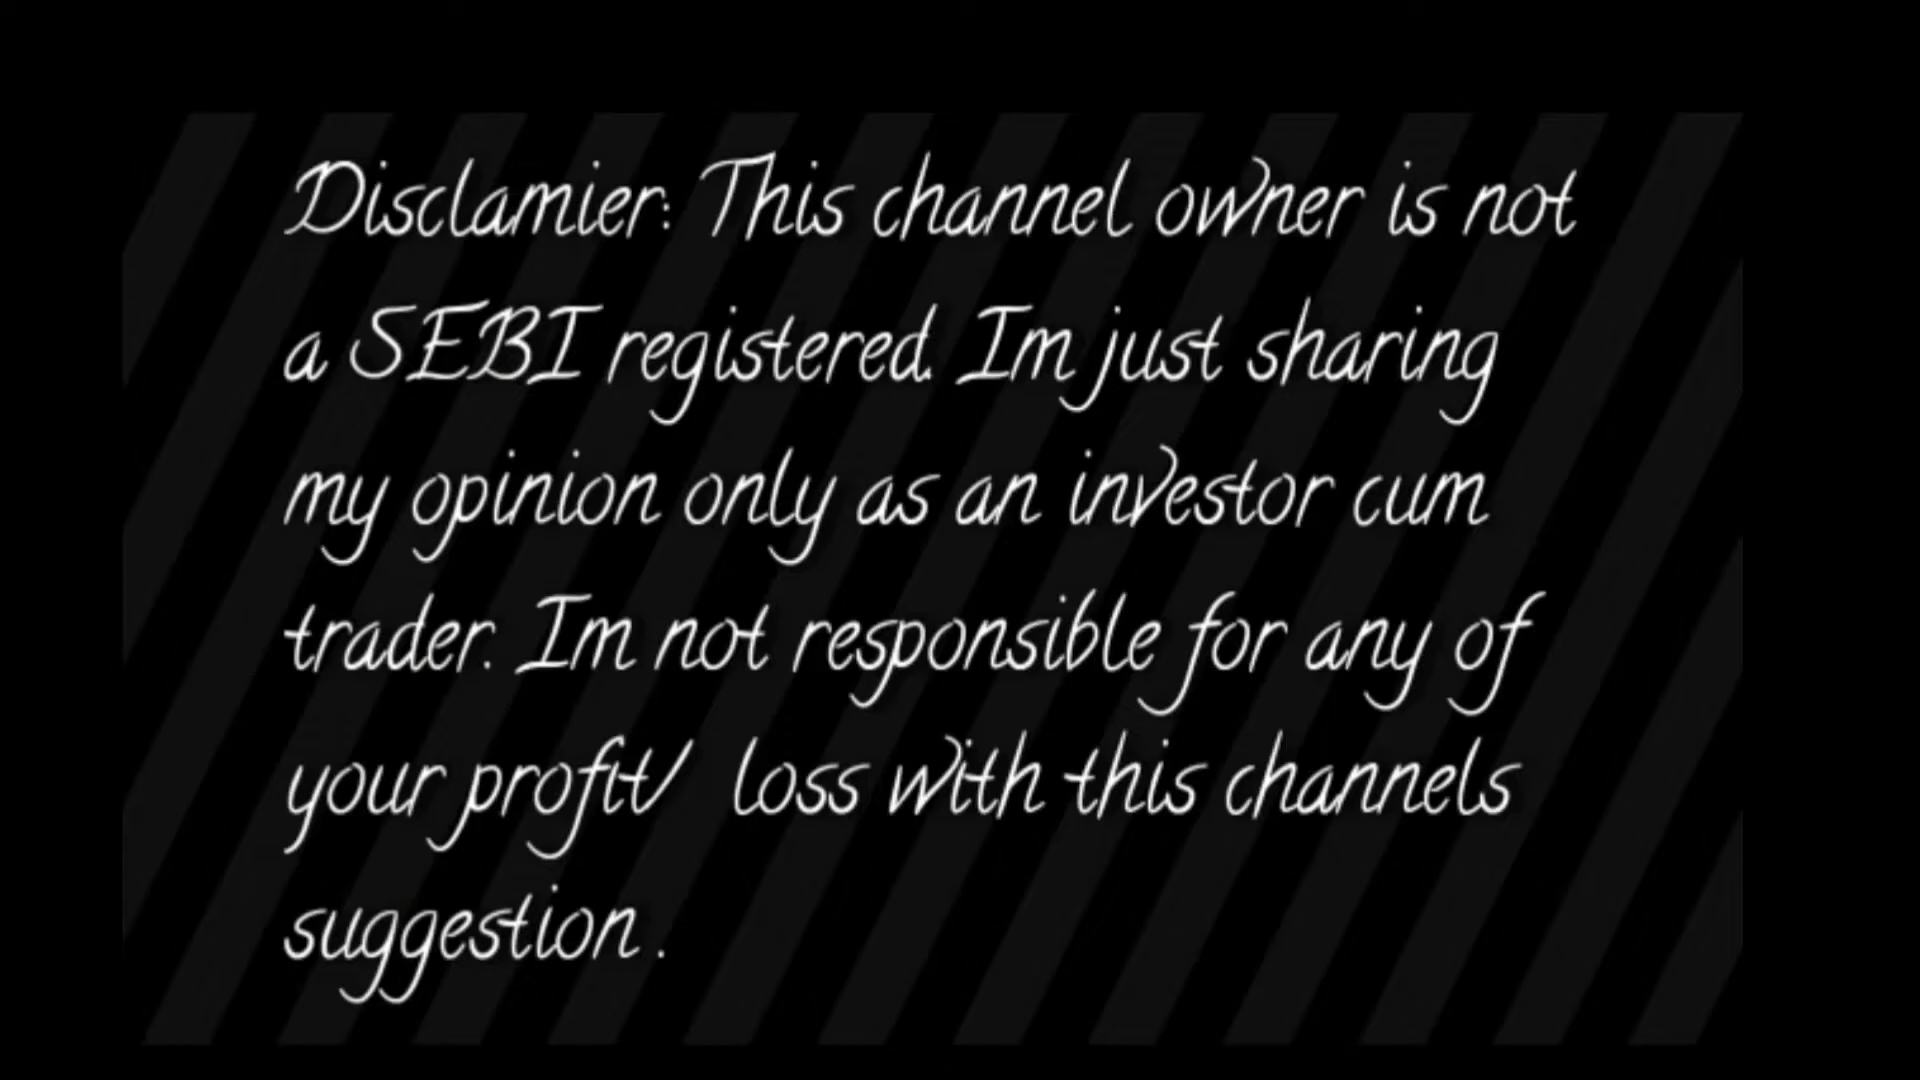 Disclamier: This channel owner is not
a SEBI registered. Im just sharing
my opinion only as an investor cum
trader. Im not responsible for any of
your profit/ loss with this channels
suggestion .